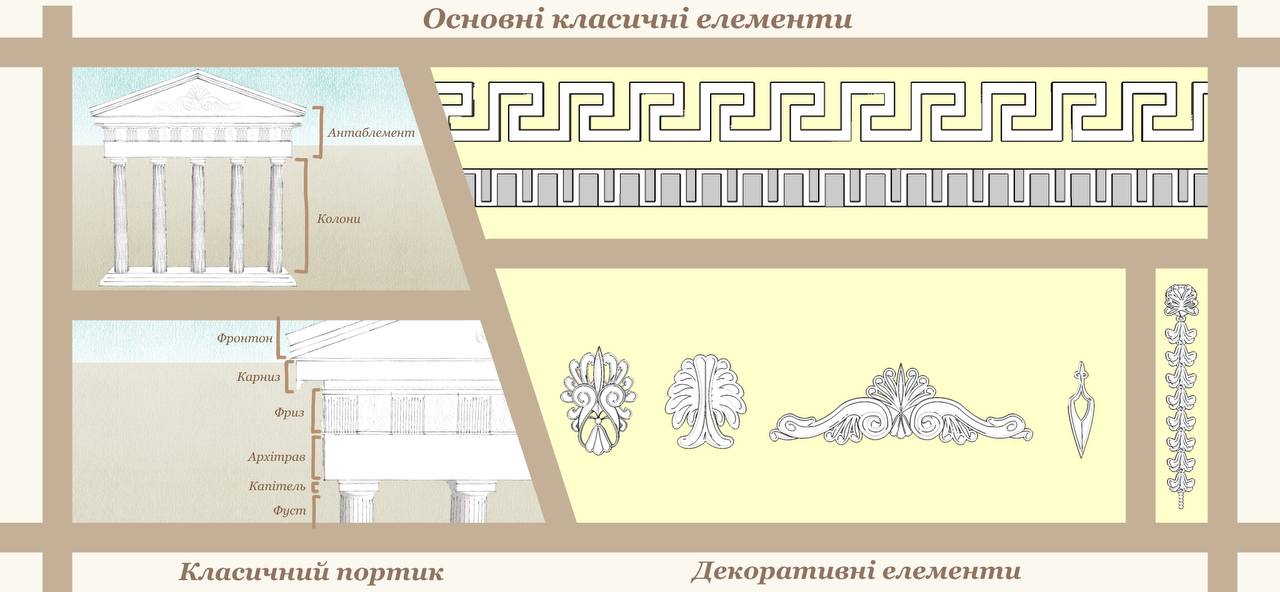 Основні класичні елементи
Антаблемент
Колони
Фронтон
Карниз
Фриз
Архітрав
Капітель
Фуст
Класичний портик
Декоративні елементи